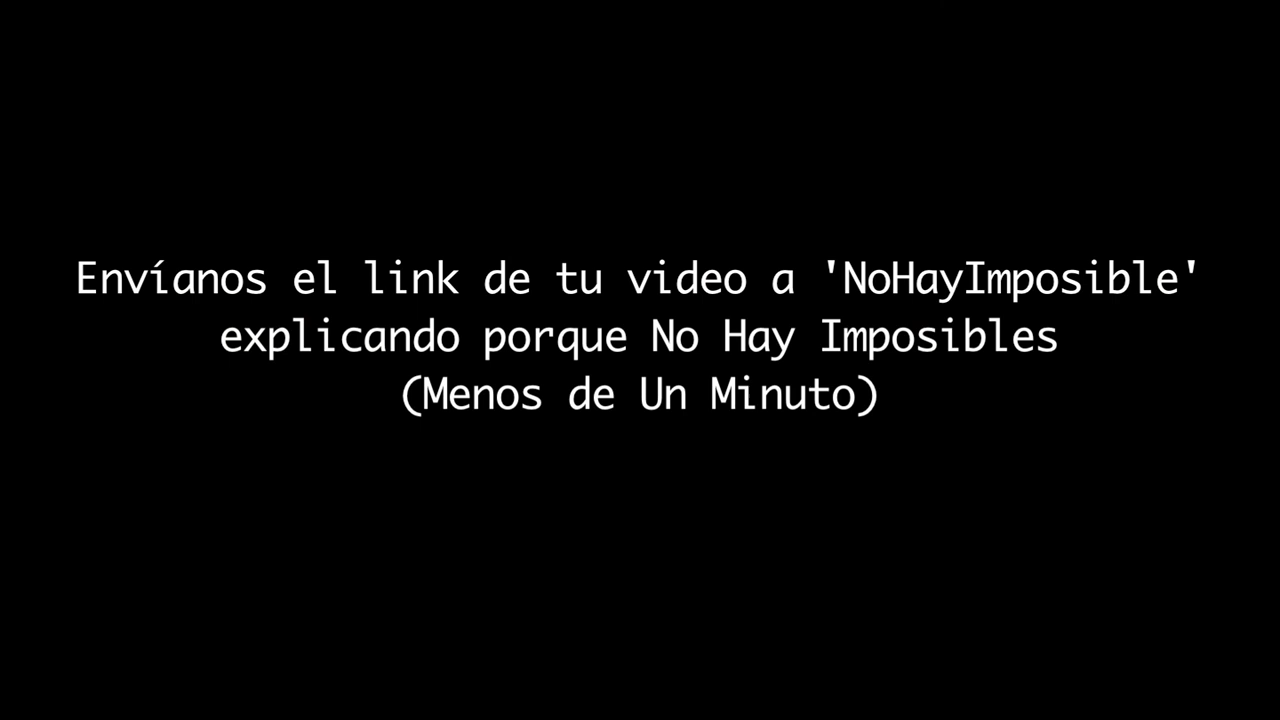 Envíanos el link de tu video a 'NoHayImposible'
explicando porque No Hay Imposibles
(Menos de Un Minuto)